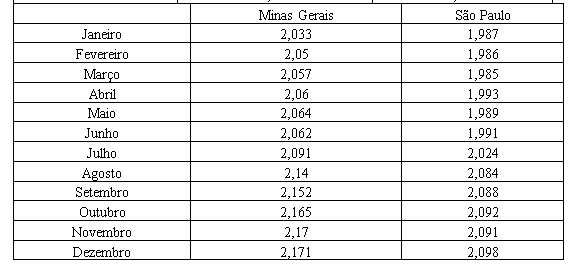 Minas Gerais São Paulo
Janeiro 2,033 1,987
Fevereiro 2,05 1,986
Março 2,057 1,985
Abril 2,06 1,993
Maio 2,064 1,989
Junho 2,062 1,991
Julho 2,091 2,024
Agosto 2,14 2,084
Setembro 2,152 2,088
Outubro 2,165 2,092
Novembro 2,17 2,091
Dezembro 2,171 2,098